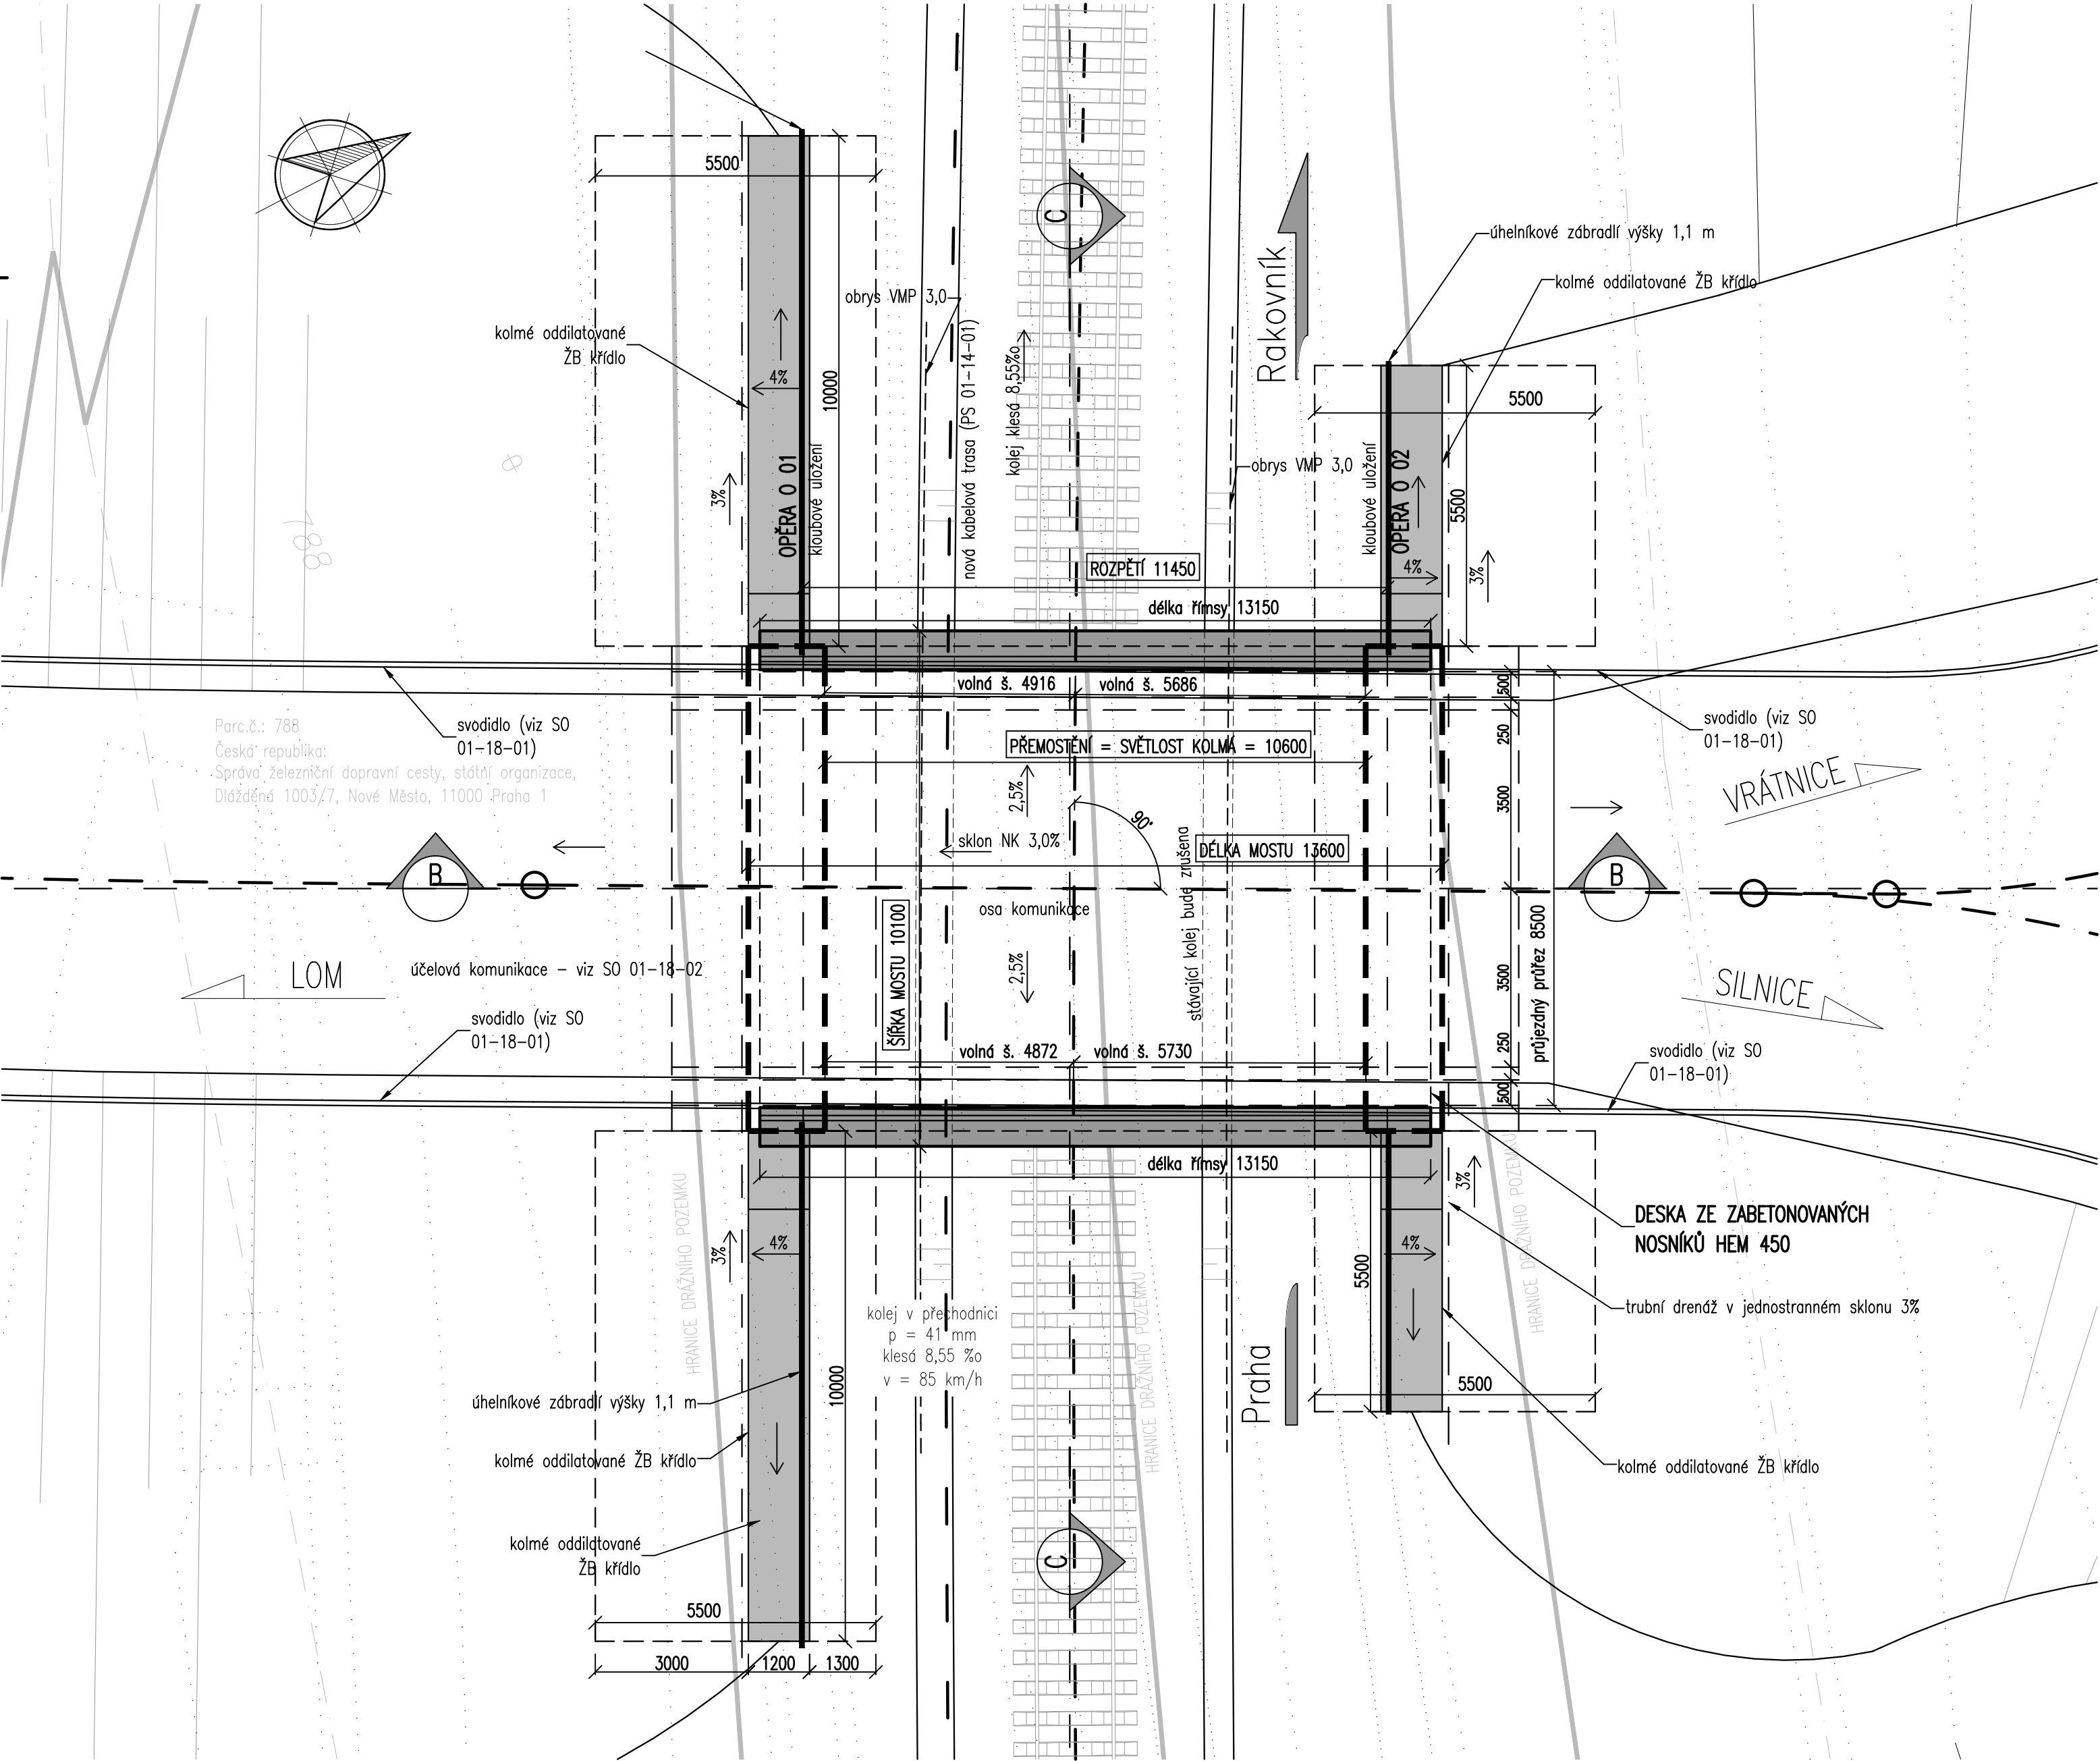 5500
C
Rakovník
úhelníkové zábradlí výšky 1,1 m
kolmé oddilatované ŽB křídlo
obrys VMP 3,0
kolmé oddilatované
ŽB křídlo
4%
10000
nová kabelová trasa (PS 01-14-01)
kolej klesá 8,55%o
5500
OPĚRA O 01
kloubové uložení
3%
obrys VMP 3,0
kloubové uložení
OPĚRA O 02
5500
4%
3%
788
ROZPĚTÍ 11450
délka římsy 13150
volná š. 4916
volná š. 5686
500
svodidlo (viz SO
01-18-01)
svodidlo (viz SO
01-18-01)
Parc.č.: 788
Česká republika:
Správa železniční dopravní cesty, státní organizace,
Dlážděná 1003/7, Nové Město, 11000 Praha 1
PŘEMOSTĚNÍ = SVĚTLOST KOLMÁ = 10600
250
VRÁTNICE
2,5%
3500
90°
sklon NK 3,0%
DÉLKA MOSTU 13600
stávající kolej bude zrušena
B
B
osa komunikace
ŠÍŘKA MOSTU 10100
průjezdný průřez 8500
LOM
účelová komunikace – viz SO 01-18-02
2,5%
3500
SILNICE
svodidlo (viz SO
01-18-01)
volná š. 4872
volná š. 5730
250
svodidlo (viz SO
01-18-01)
500
délka římsy 13150
HRANICE DRÁŽNÍHO POZEMKU
HRANICE DRÁŽNÍHO POZEMKU
HRANICE DRÁŽNÍHO POZEMKU
3%
4%
3%
4%
5500
DESKA ZE ZABETONOVANÝCH
NOSNÍKŮ HEM 450
trubní drenáž v jednostranném sklonu 3%
kolej v přechodnici
p = 41 mm
klesá 8,55 %o
v = 85 km/h
10000
Praha
5500
úhelníkové zábradlí výšky 1,1 m
kolmé oddilatované ŽB křídlo
kolmé oddilatované ŽB křídlo
kolmé oddilatované
ŽB křídlo
C
5500
3000
1200
1300